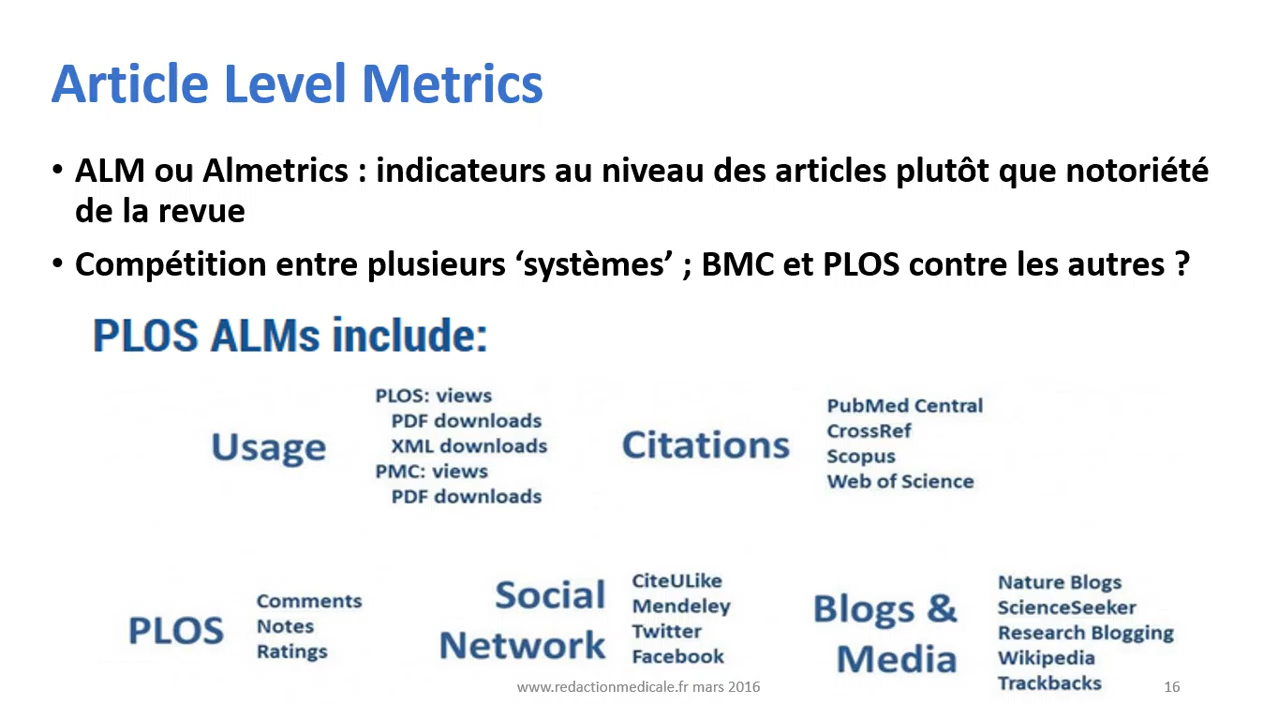 Article Level Metrics
• ALM ou Almetrics : indicateurs au niveau des articles plutôt que notoriété
de la revue
• Compétition entre plusieurs ‘systèmes’ ; BMC et PLOS contre les autres ?
PLOS ALMs include:
Usage
PLOS: views
PDF downloads
XML downloads
PMC: views
PDF downloads
Citations
PubMed Central
CrossRef
Scopus
Web of Science
PLOS
Comments
Notes
Ratings
Social
Network
CiteULike
Mendeley
Twitter
Facebook
Blogs &
Media
Nature Blogs
ScienceSeeker
Research Blogging
Wikipedia
Trackbacks
www.redactionmedicale.fr mars 2016
16